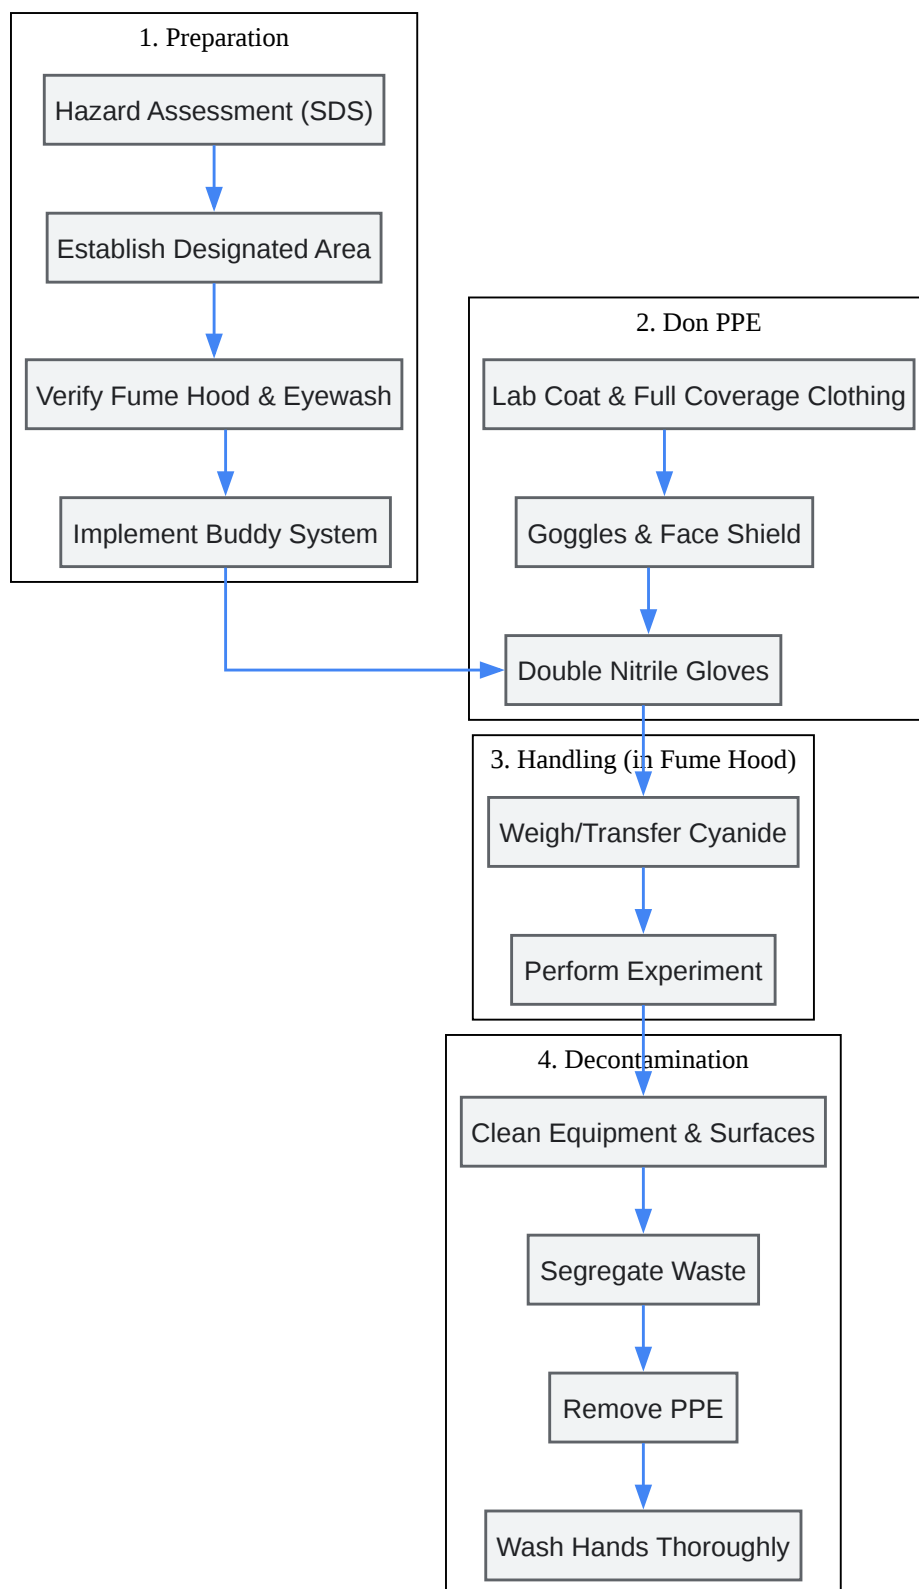 1. Preparation
Hazard Assessment (SDS)
Establish Designated Area
Verify Fume Hood & Eyewash
Implement Buddy System
2. Don PPE
Lab Coat & Full Coverage Clothing
Goggles & Face Shield
Double Nitrile Gloves
3. Handling (in Fume Hood)
Weigh/Transfer Cyanide
Perform Experiment
4. Decontamination
Clean Equipment & Surfaces
Segregate Waste
Remove PPE
Wash Hands Thoroughly